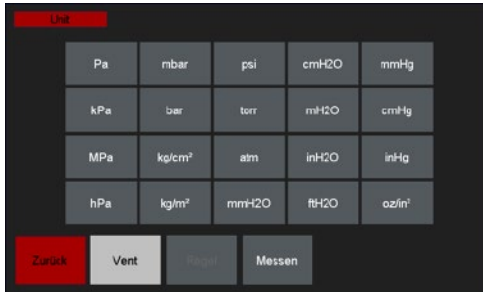 Unit
Pa mbar psi cmH2O mmHg
kPa bar torr mH2O cmHg
MPa kg/cm² atm inH2O inHg
hPa kg/m² mmH2O ftH2O oz/in²
Zurück Vent Regel Messen